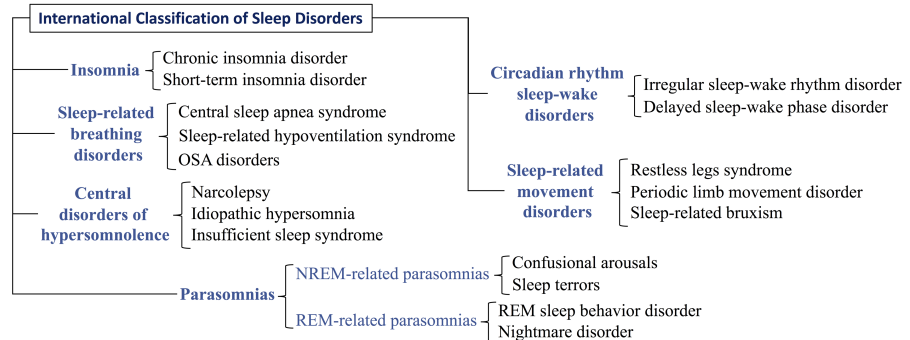 International Classification of Sleep Disorders
Insomnia
Chronic insomnia disorder
Short-term insomnia disorder
Sleep-related
breathing
disorders
Central sleep apnea syndrome
Sleep-related hypoventilation syndrome
OSA disorders
Central
disorders of
hypersomnolence
Narcolepsy
Idiopathic hypersomnia
Insufficient sleep syndrome
Parasomnias
NREM-related parasomnias
Confusional arousals
Sleep terrors
REM-related parasomnias
REM sleep behavior disorder
Nightmare disorder
Circadian rhythm
sleep-wake
disorders
Irregular sleep-wake rhythm disorder
Delayed sleep-wake phase disorder
Sleep-related
movement
disorders
Restless legs syndrome
Periodic limb movement disorder
Sleep-related bruxism